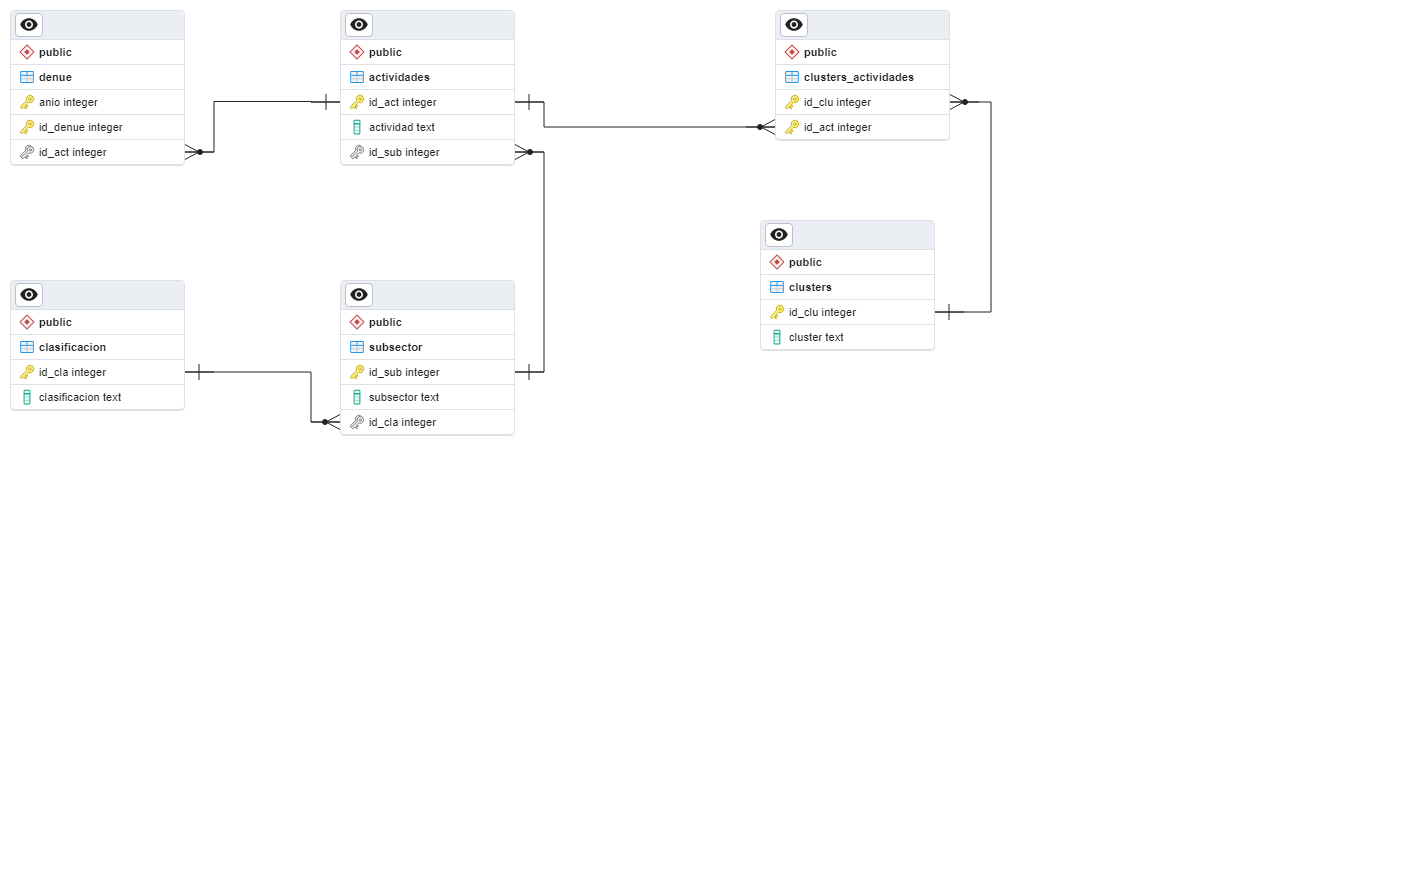 public
denue
anio integer
id_denue integer
id_act integer
public
actividades
id_act integer
actividad text
id_sub integer
public
clusters_actividades
id_clu integer
id_act integer
public
clusters
id_clu integer
cluster text
public
clasificacion
id_cla integer
clasificacion text
public
subsector
id_sub integer
subsector text
id_cla integer